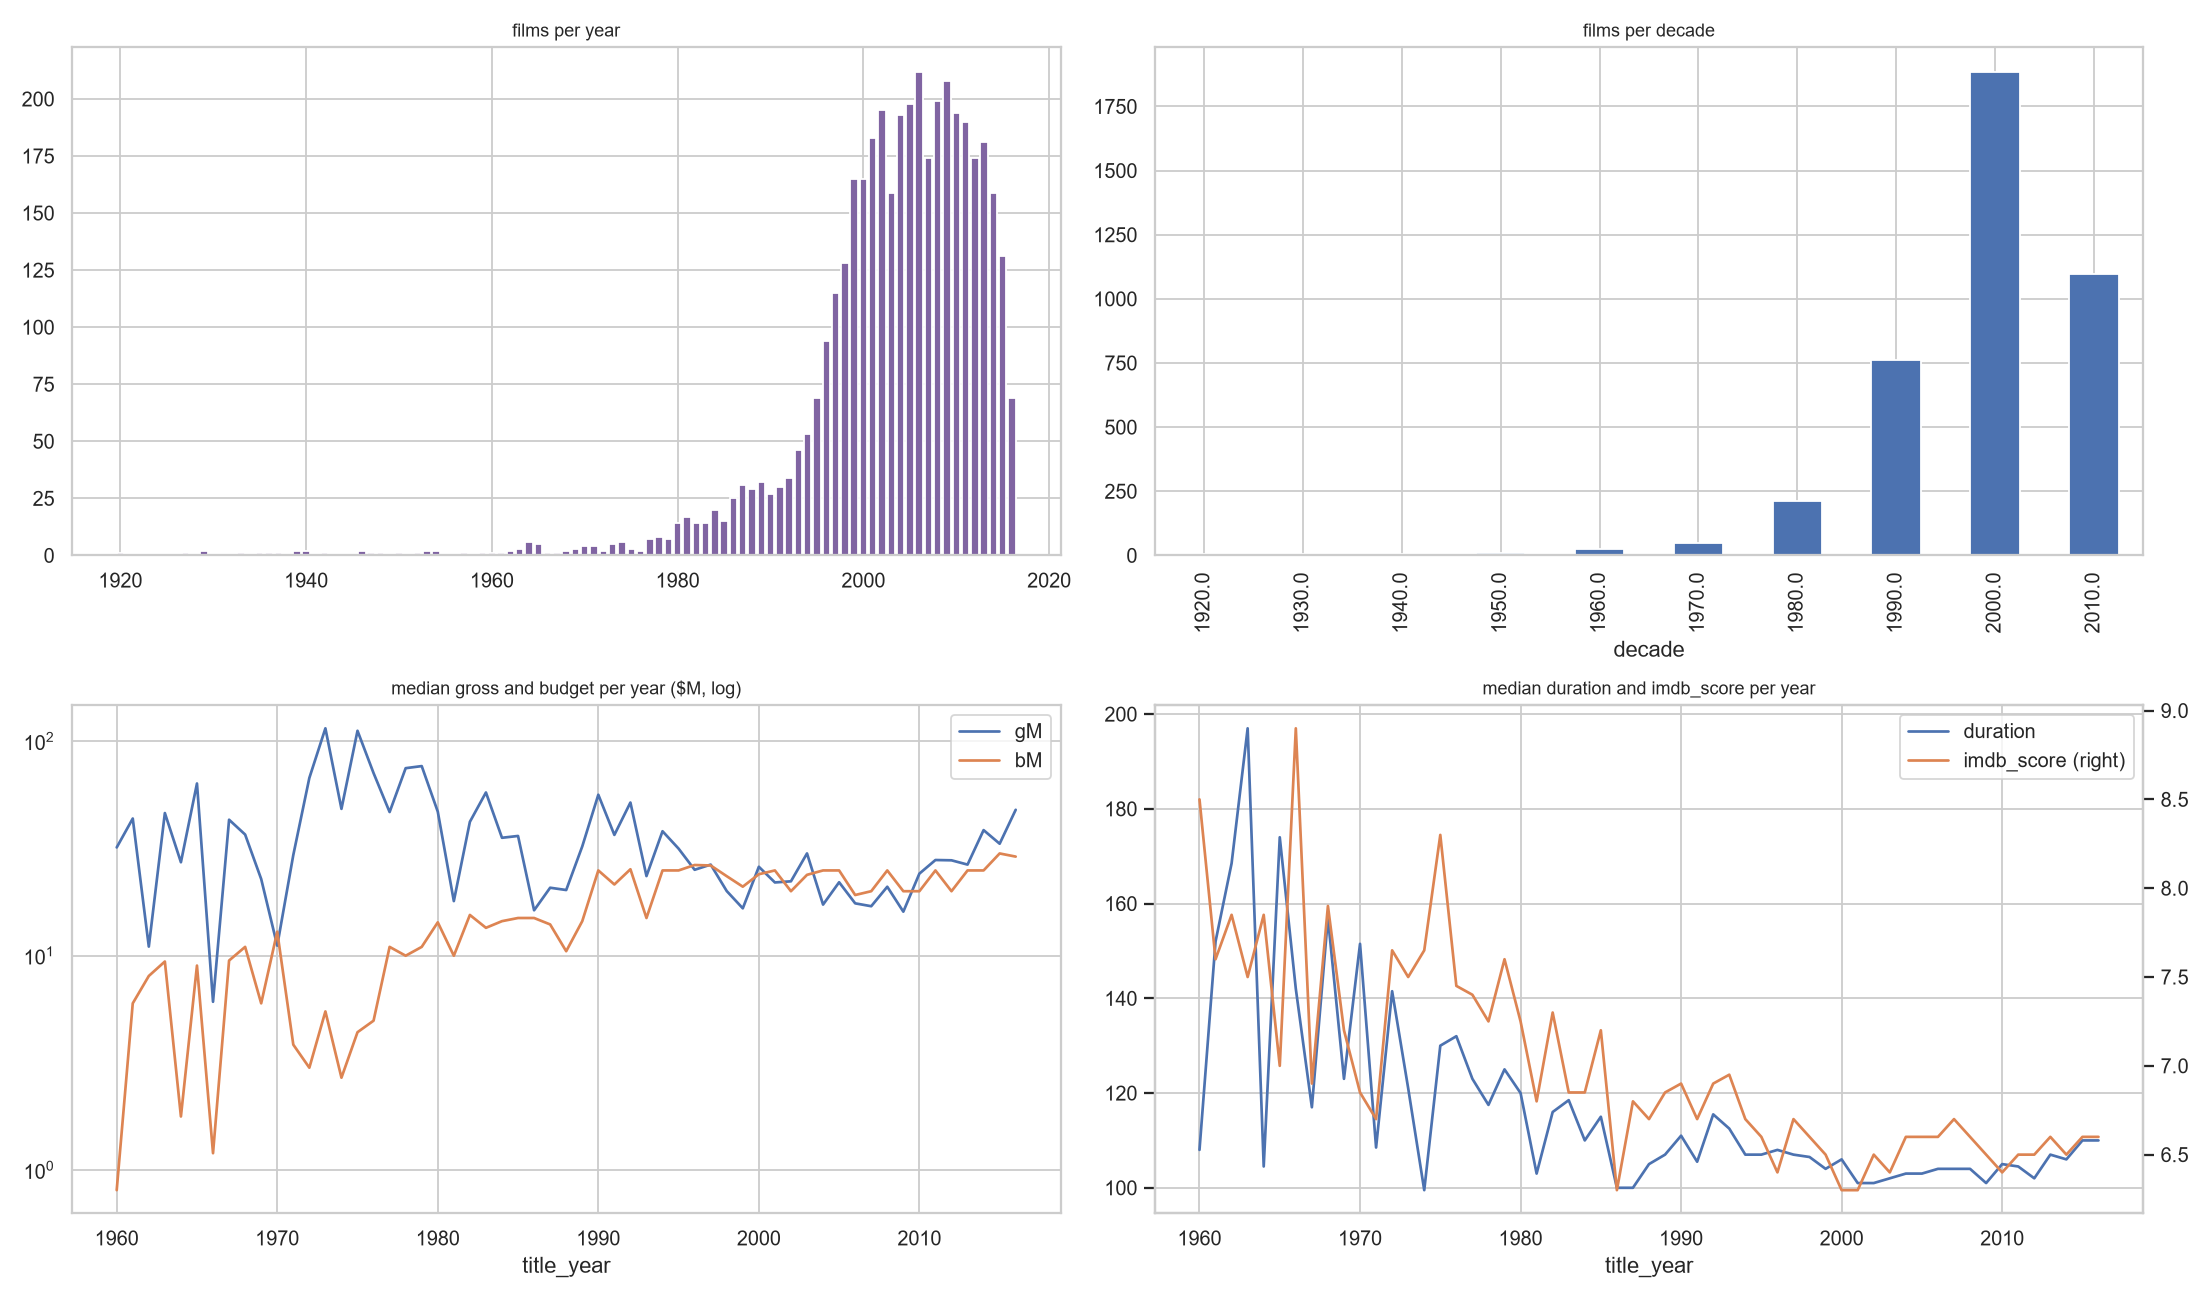 films per year
200
175
150
125
100
75
50
25
0
1920 1940 1960 1980 2000 2020
films per decade
1750
1500
1250
1000
750
500
250
0
1920.0 1930.0 1940.0 1950.0 1960.0 1970.0 1980.0 1990.0 2000.0 2010.0
decade
median gross and budget per year ($M, log)
gM
bM
10²
10¹
10⁰
1960 1970 1980 1990 2000 2010
title_year
median duration and imdb_score per year
duration
imdb_score (right)
200
180
160
140
120
100
9.0
8.5
8.0
7.5
7.0
6.5
1960 1970 1980 1990 2000 2010
title_year